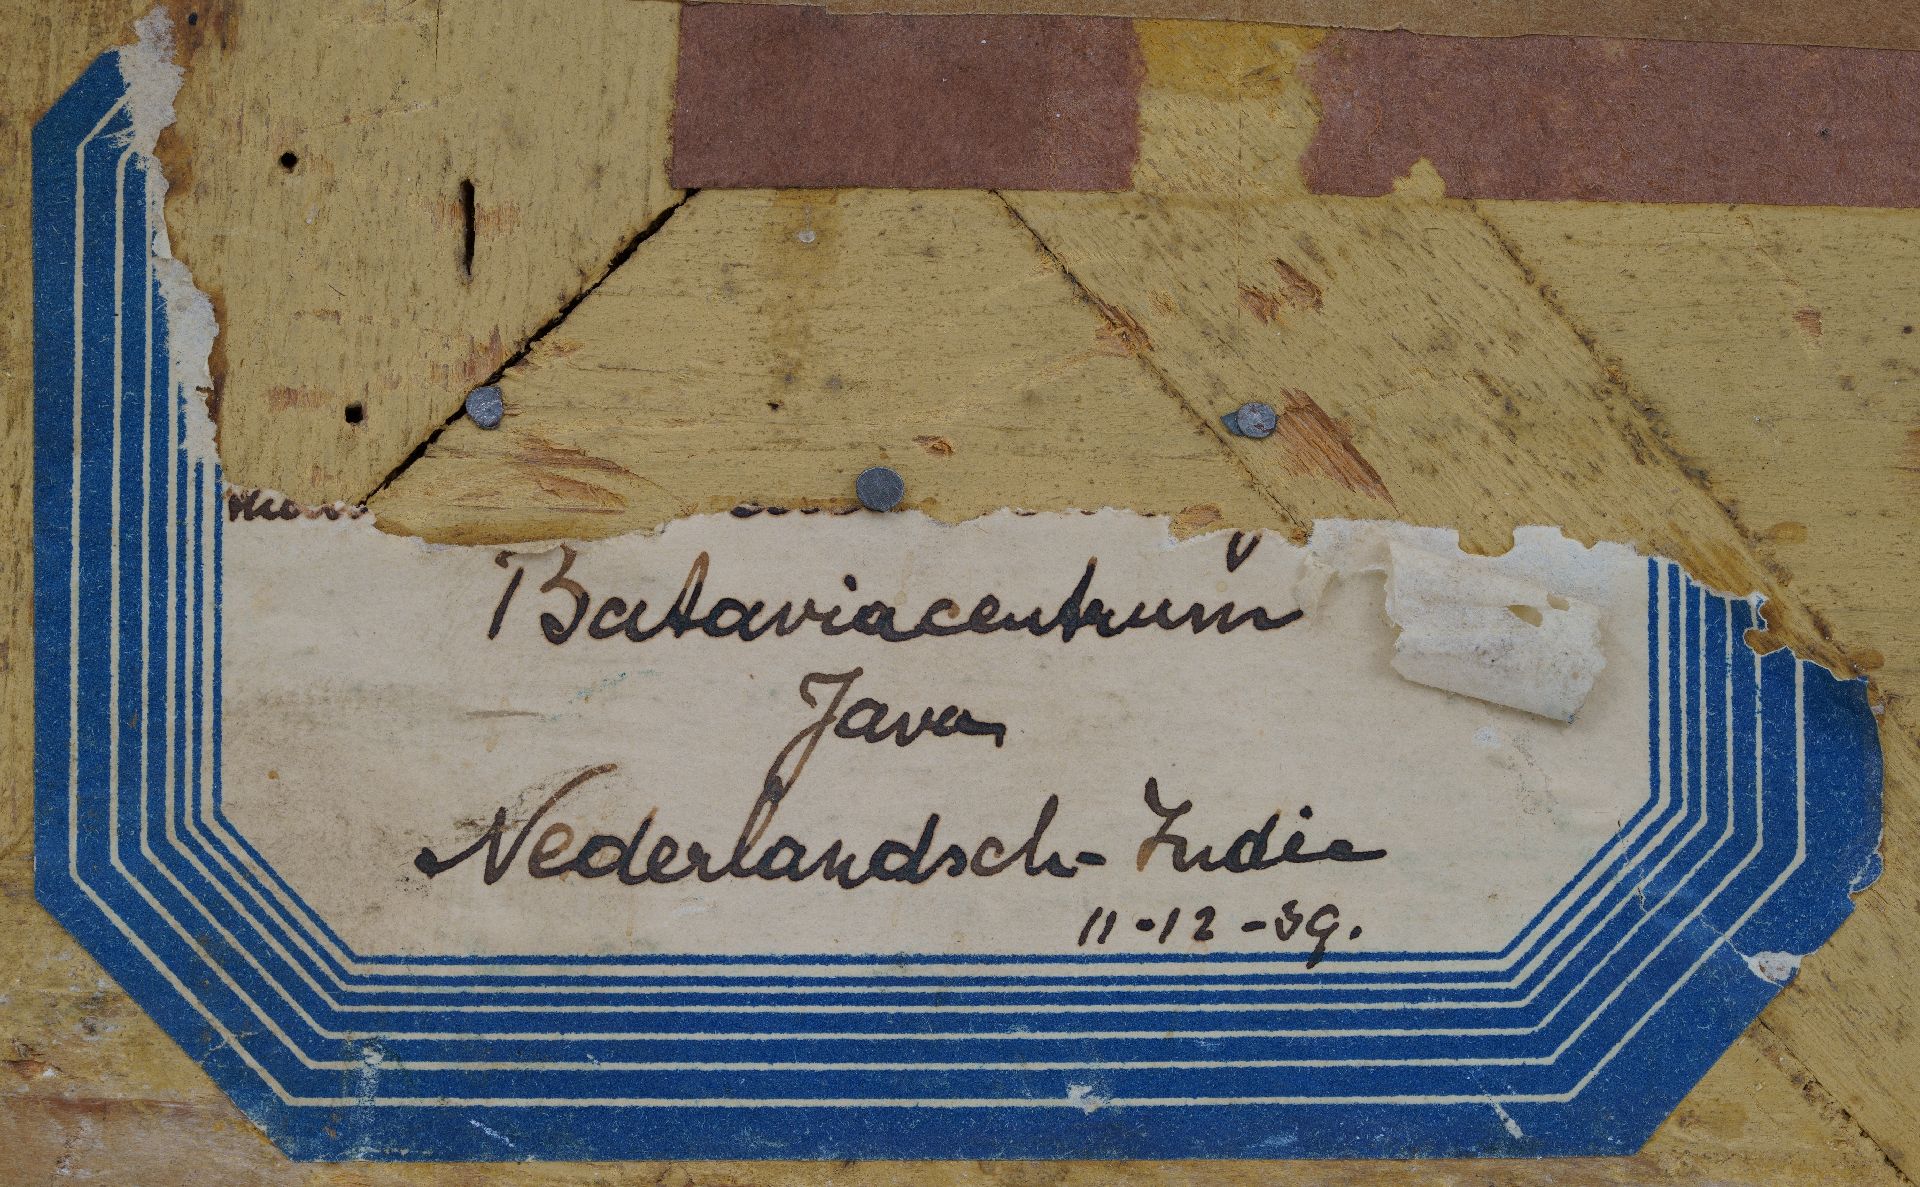 Bataviacentrum
Java
Nederlandsch-Indie
11-12-39.